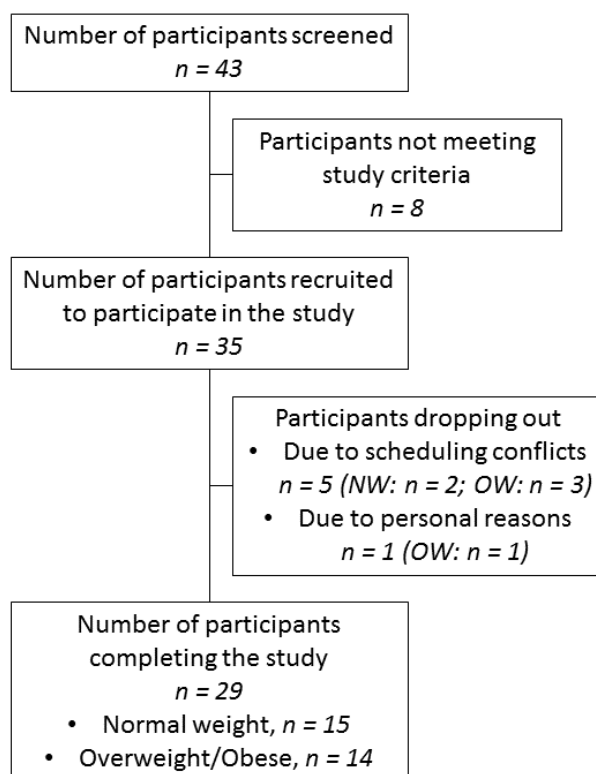 Number of participants screened
n = 43
Participants not meeting
study criteria
n = 8
Number of participants recruited
to participate in the study
n = 35
Participants dropping out
• Due to scheduling conflicts
n = 5 (NW: n = 2; OW: n = 3)
• Due to personal reasons
n = 1 (OW: n = 1)
Number of participants
completing the study
n = 29
• Normal weight, n = 15
• Overweight/Obese, n = 14